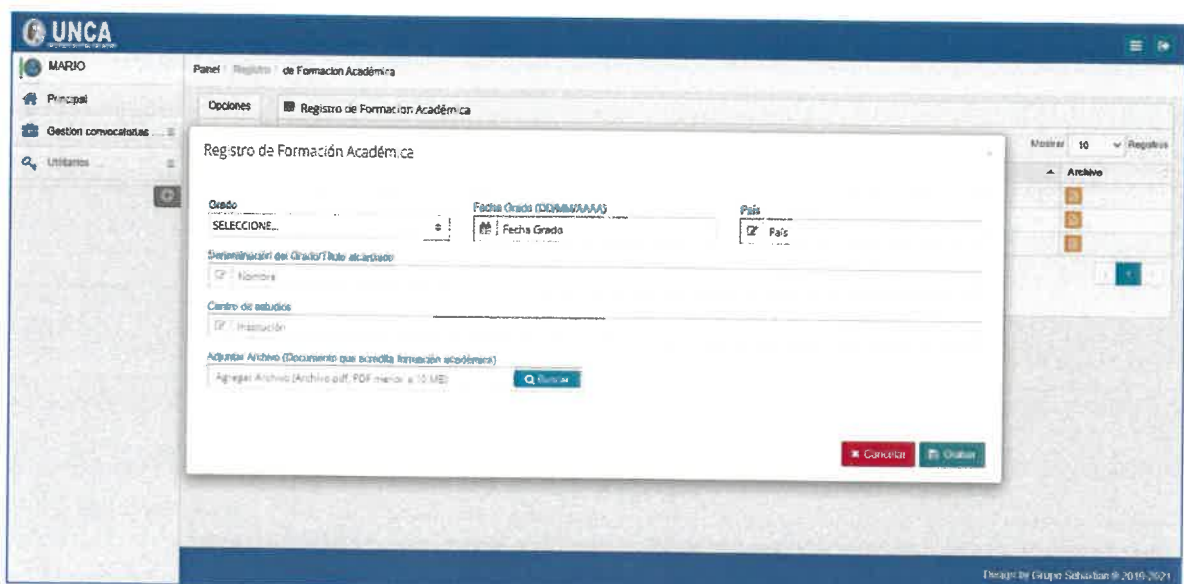 UNCA
MARIO
Panel Registro de Formacion Académica
Principal
Opciones
Registro de Formacion Académica
Gestion convocatorias ...
Utilitarios ...
Mostrar 10 Registros
Archivo
Registro de Formación Académica
Grado
Fecha Grado (DD/MM/AAAA)
País
SELECCIONE...
Fecha Grado
País
Denominación del Grado/Título alcanzado
Nombre
Centro de estudios
Institución
Adjuntar Archivo (Documento que acredita formación académica)
Agregar Archivo (Archivo pdf, PDF menor a 10 MB)
Buscar
Cancelar
Grabar
Design by Grupo Sebastian © 2019-2021